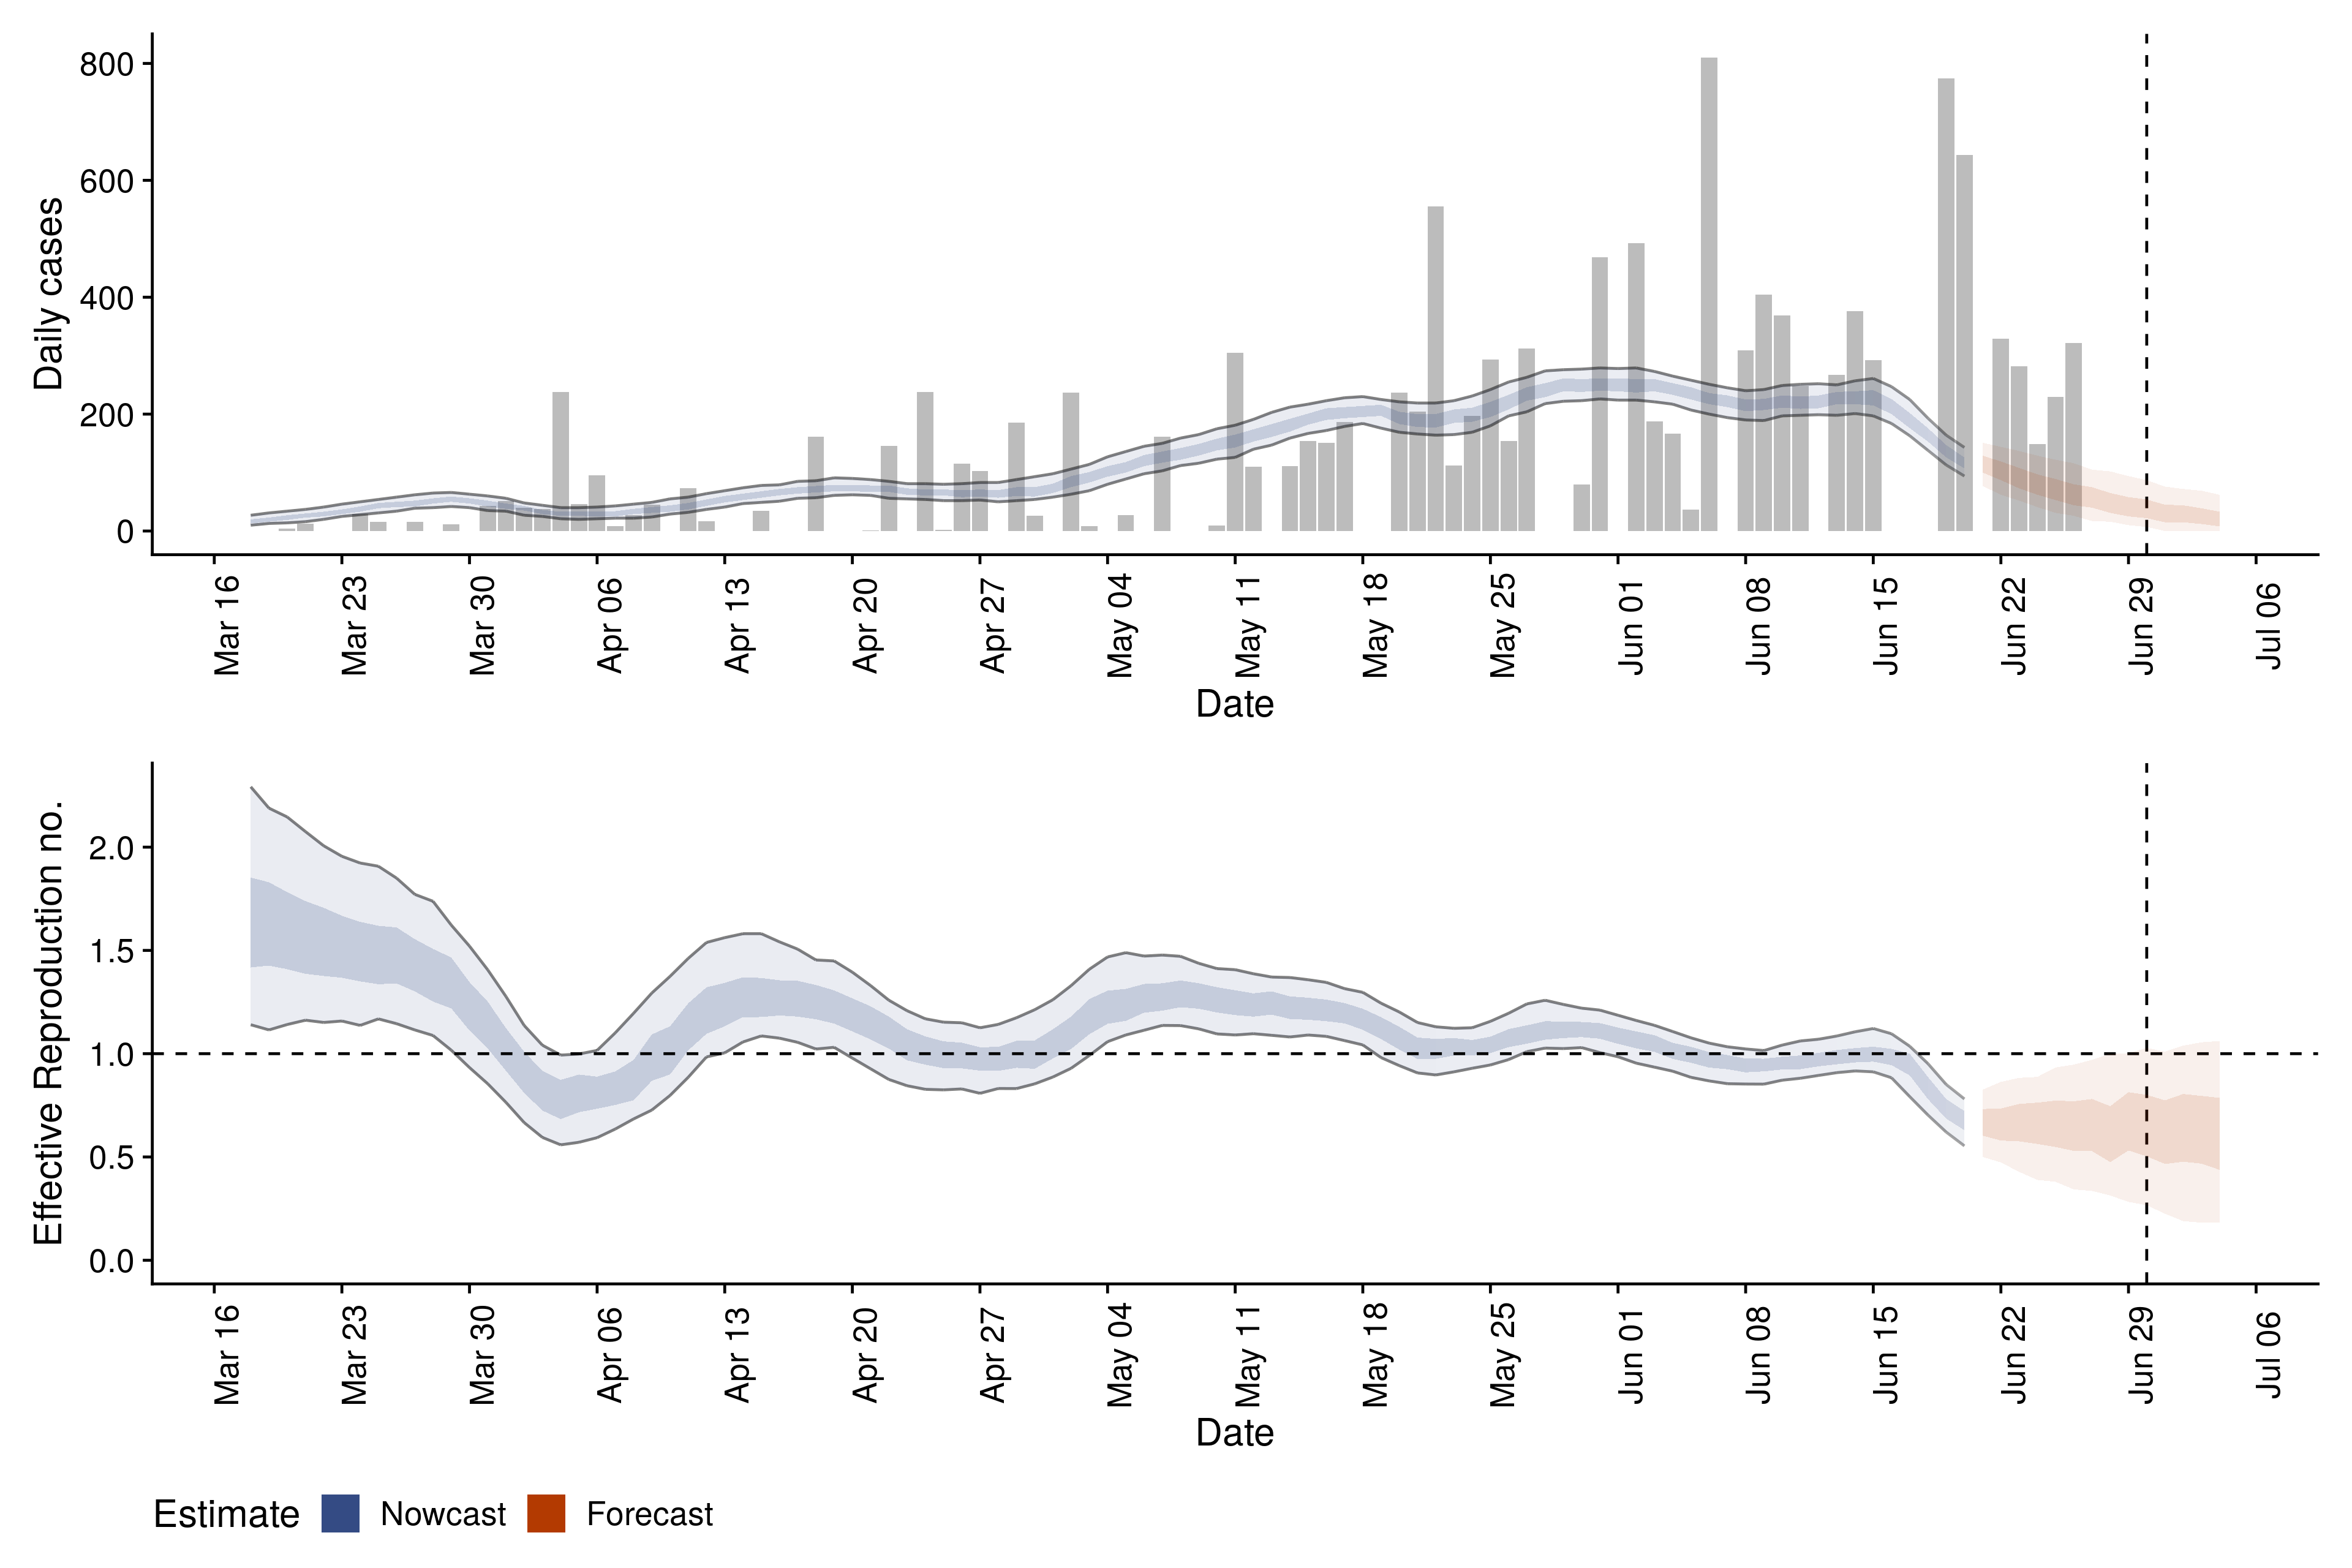 Daily cases
800
600
400
200
0
Mar 16
Mar 23
Mar 30
Apr 06
Apr 13
Apr 20
Apr 27
May 04
May 11
May 18
May 25
Jun 01
Jun 08
Jun 15
Jun 22
Jun 29
Jul 06
Date
Effective Reproduction no.
2.0
1.5
1.0
0.5
0.0
Mar 16
Mar 23
Mar 30
Apr 06
Apr 13
Apr 20
Apr 27
May 04
May 11
May 18
May 25
Jun 01
Jun 08
Jun 15
Jun 22
Jun 29
Jul 06
Date
Estimate Nowcast Forecast